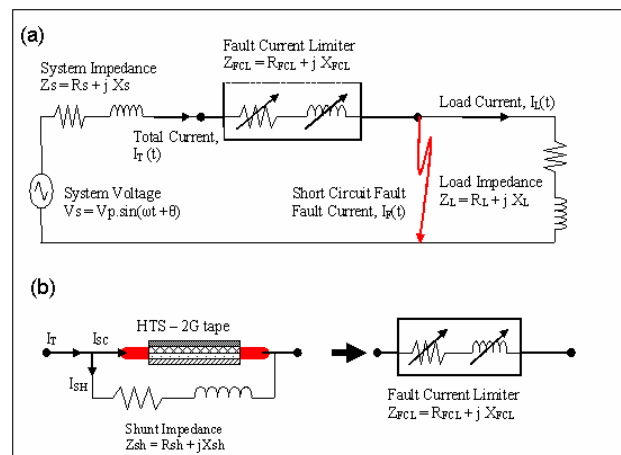 (a)
System Impedance
Zs = Rs + j Xs
Fault Current Limiter
Z_FCL = R_FCL + j X_FCL
Total Current,
I_T (t)
Load Current, I_L(t)
System Voltage
Vs = Vp.sin(ωt + θ)
Short Circuit Fault
Fault Current, I_F(t)
Load Impedance
Z_L = R_L + j X_L
(b)
HTS – 2G tape
I_T
I_SC
I_SH
Shunt Impedance
Zsh = Rsh + jXsh
Fault Current Limiter
Z_FCL = R_FCL + j X_FCL